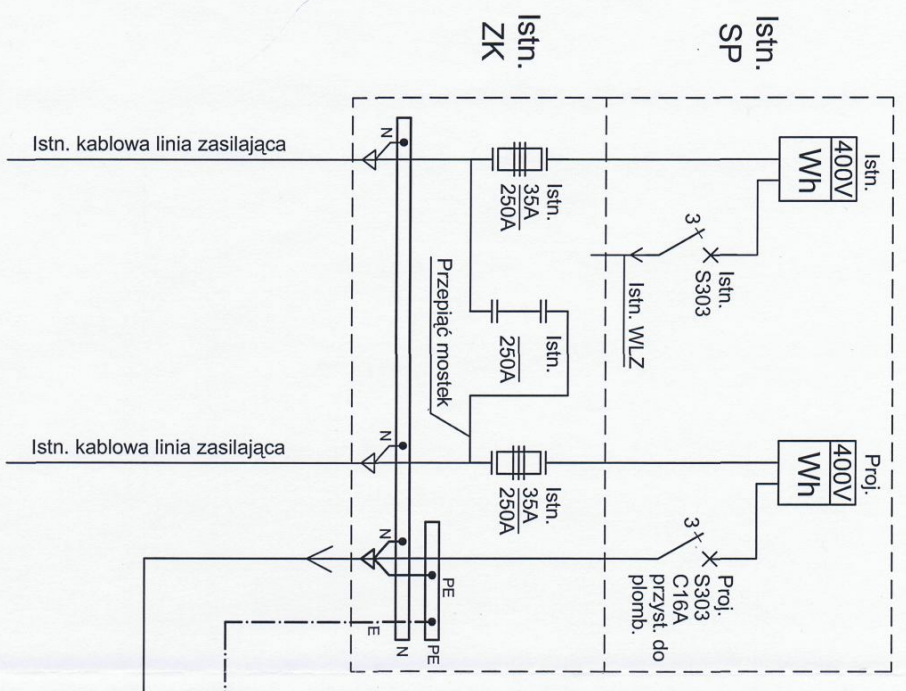 Istn.
SP
Istn.
ZK
Istn.
400V
Wh
Istn.
S303
3
Istn. WLZ
Proj.
400V
Wh
Proj.
S303
C16A
przyst. do
plomb.
3
Istn.
35A
250A
Istn.
250A
Istn.
35A
250A
Przepiąć mostek
N
N
N
PE
PE
N
E
Istn. kablowa linia zasilająca
Istn. kablowa linia zasilająca